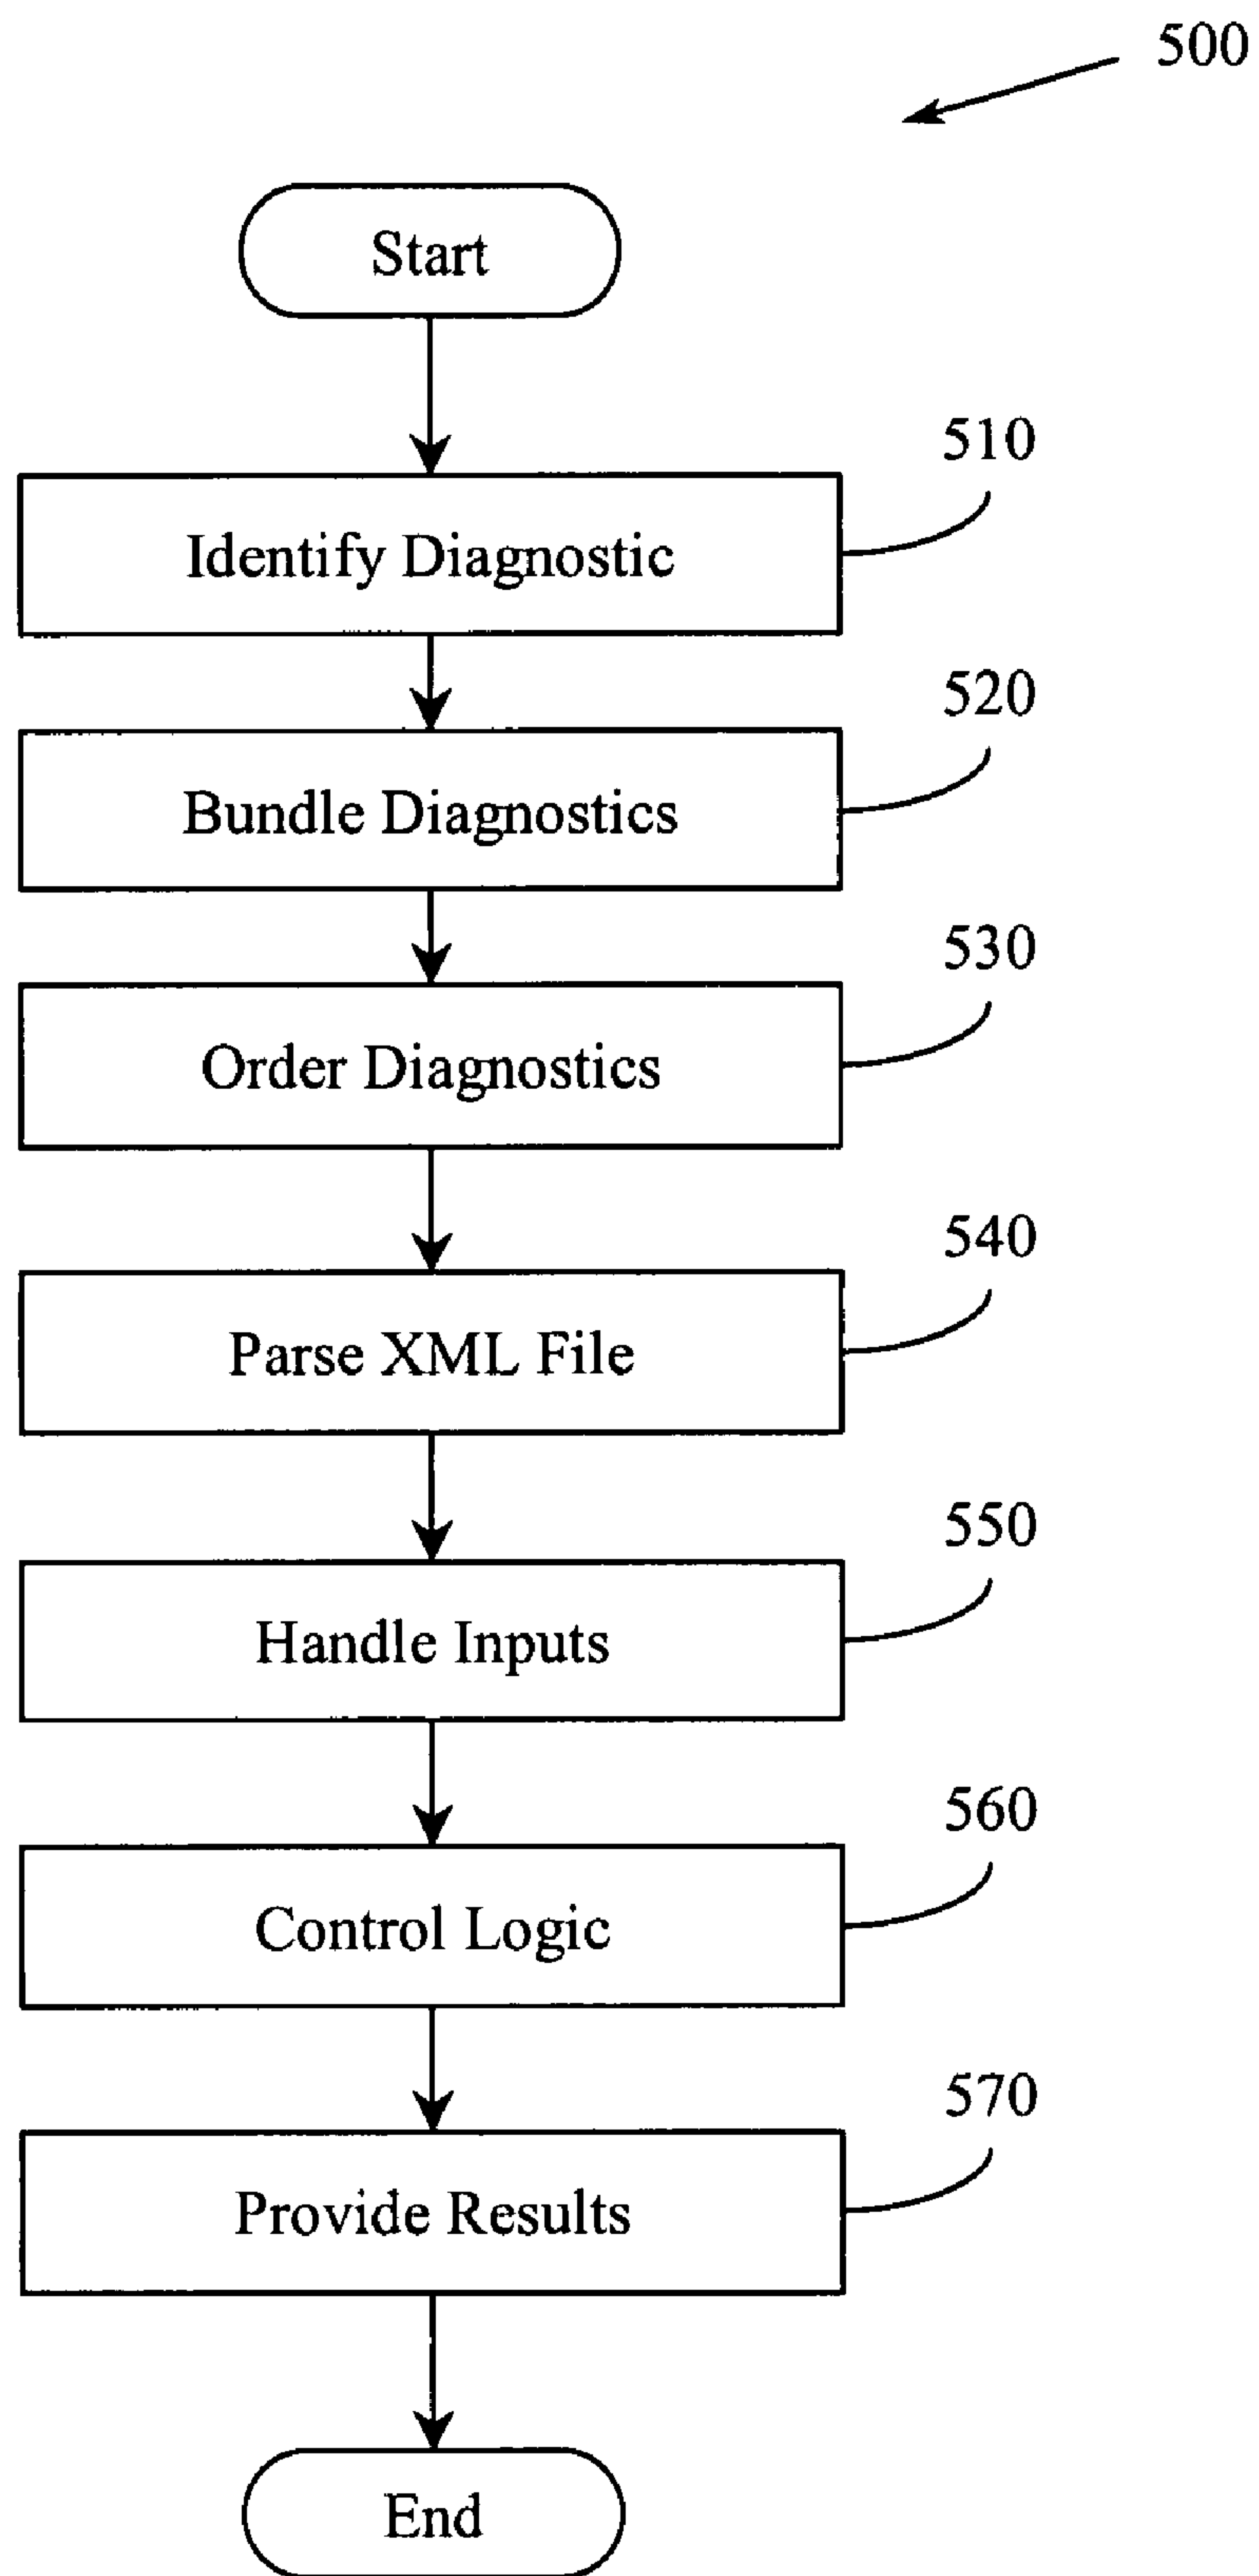 500
Start
510
Identify Diagnostic
520
Bundle Diagnostics
530
Order Diagnostics
540
Parse XML File
550
Handle Inputs
560
Control Logic
570
Provide Results
End